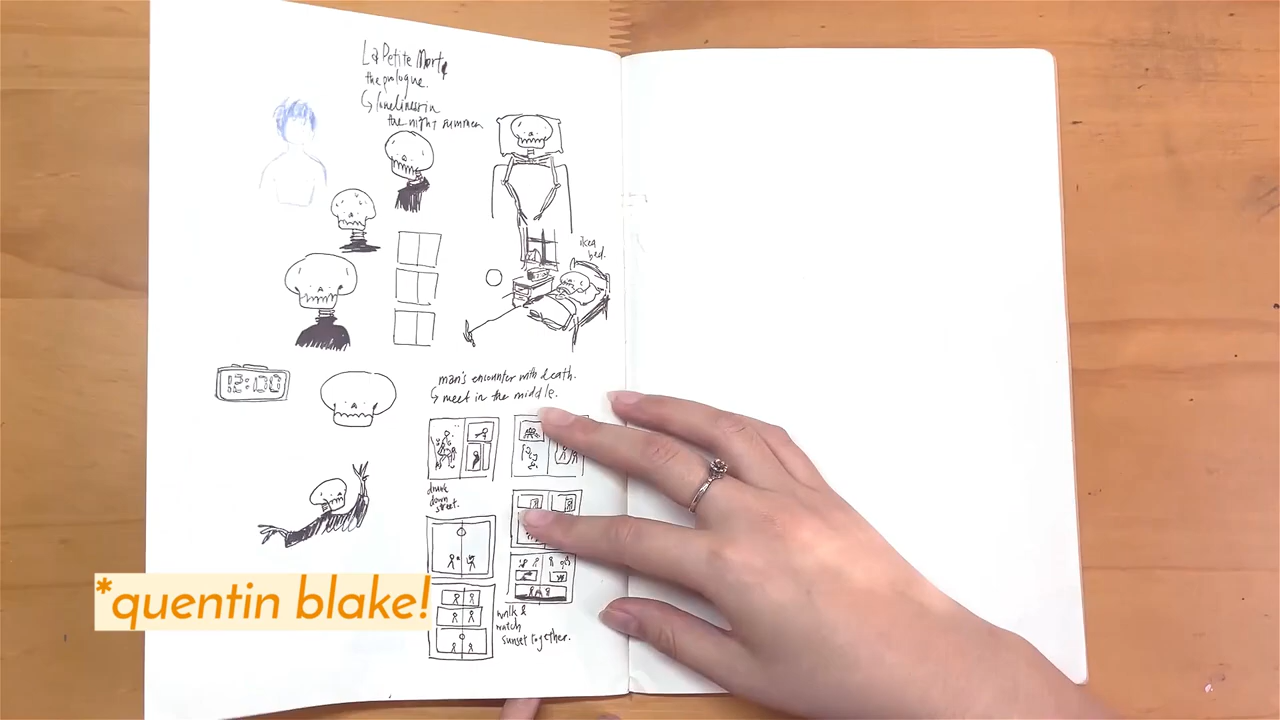 La Petite Morte
the prologue.
↳ loneliness in
the night summer
ikea
bed.
12:00
man's encounter with death.
↳ meet in the middle.
drunk
down
street.
walk &
watch
sunset together.
*quentin blake!